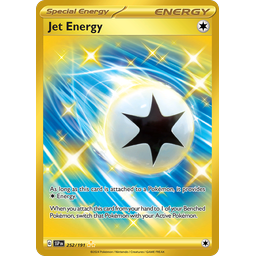 Special Energy
ENERGY
Jet Energy
As long as this card is attached to a Pokémon, it provides
Energy.
When you attach this card from your hand to 1 of your Benched
Pokémon, switch that Pokémon with your Active Pokémon.
252/193